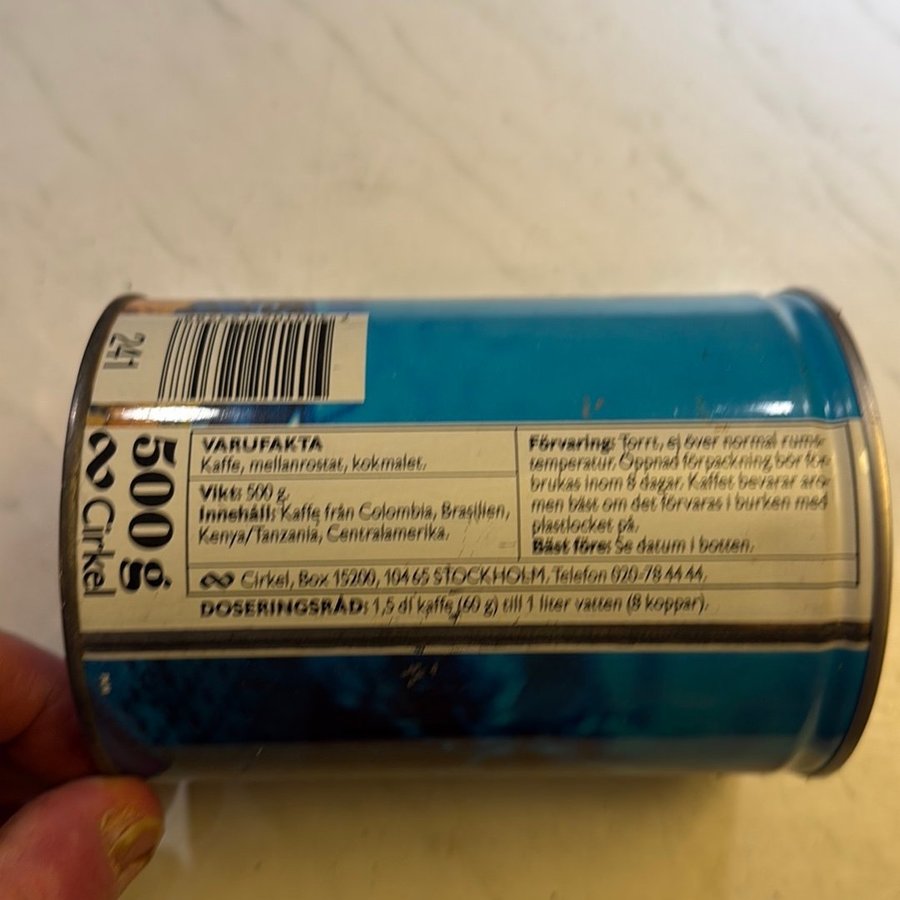 241
500 g
Cirkel
VARUFAKTA
Kaffe, mellanrostat, kokmalet.
Vikt: 500 g.
Innehåll: Kaffe från Colombia, Brasilien,
Kenya/Tanzania, Centralamerika.
Förvaring: Torrt, ej över normal rums-
temperatur. Öppnad förpackning bör för-
brukas inom 8 dagar. Kaffet bevarar aro-
men bäst om det förvaras i burken med
plastlocket på.
Bäst före: Se datum i botten.
Cirkel, Box 15200, 104 65 STOCKHOLM, Telefon 020-78 44 44.
DOSERINGSRÅD: 1,5 dl kaffe (60 g) till 1 liter vatten (8 koppar).